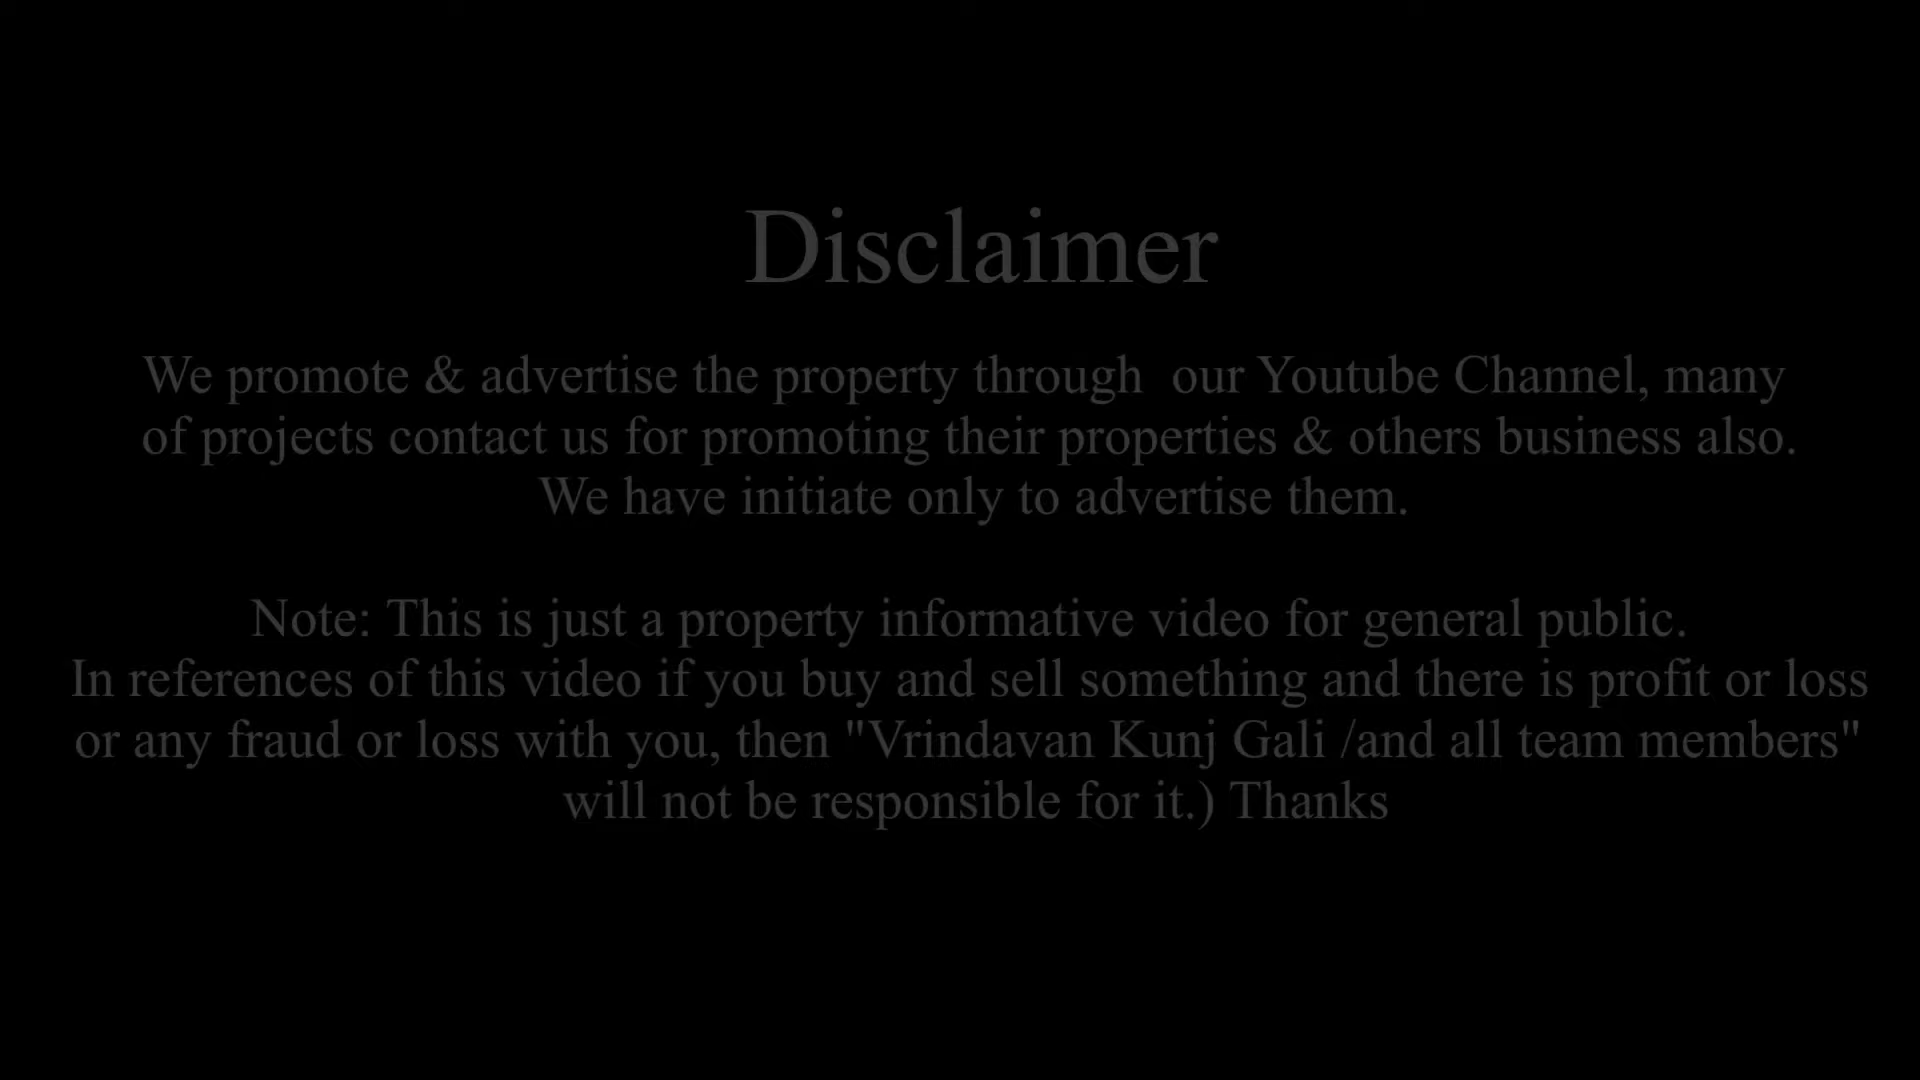 Disclaimer
We promote & advertise the property through  our Youtube Channel, many
of projects contact us for promoting their properties & others business also.
We have initiate only to advertise them.
Note: This is just a property informative video for general public.
In references of this video if you buy and sell something and there is profit or loss
or any fraud or loss with you, then "Vrindavan Kunj Gali /and all team members"
will not be responsible for it.) Thanks